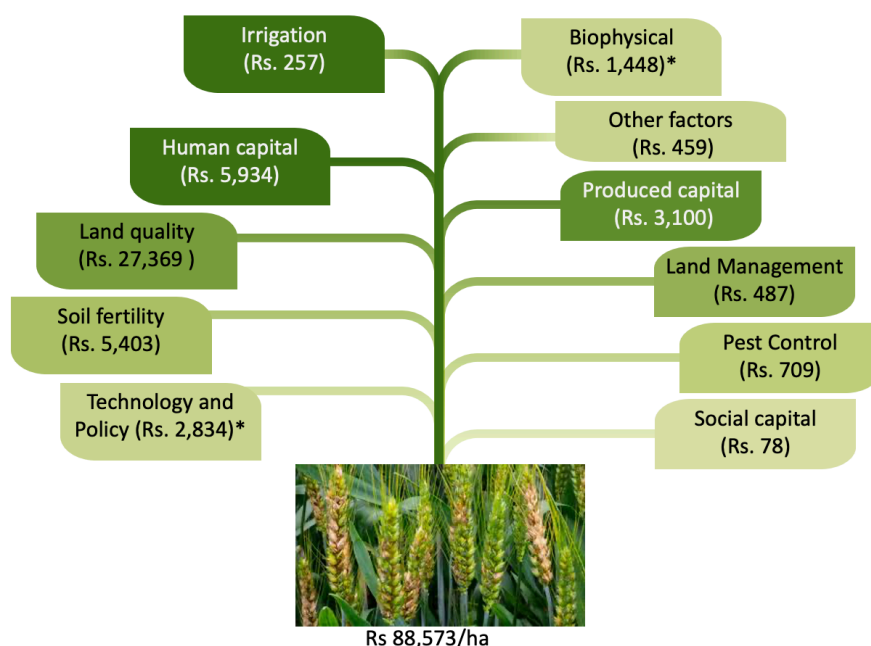 Irrigation
(Rs. 257)
Human capital
(Rs. 5,934)
Land quality
(Rs. 27,369 )
Soil fertility
(Rs. 5,403)
Technology and
Policy (Rs. 2,834)*
Biophysical
(Rs. 1,448)*
Other factors
(Rs. 459)
Produced capital
(Rs. 3,100)
Land Management
(Rs. 487)
Pest Control
(Rs. 709)
Social capital
(Rs. 78)
Rs 88,573/ha